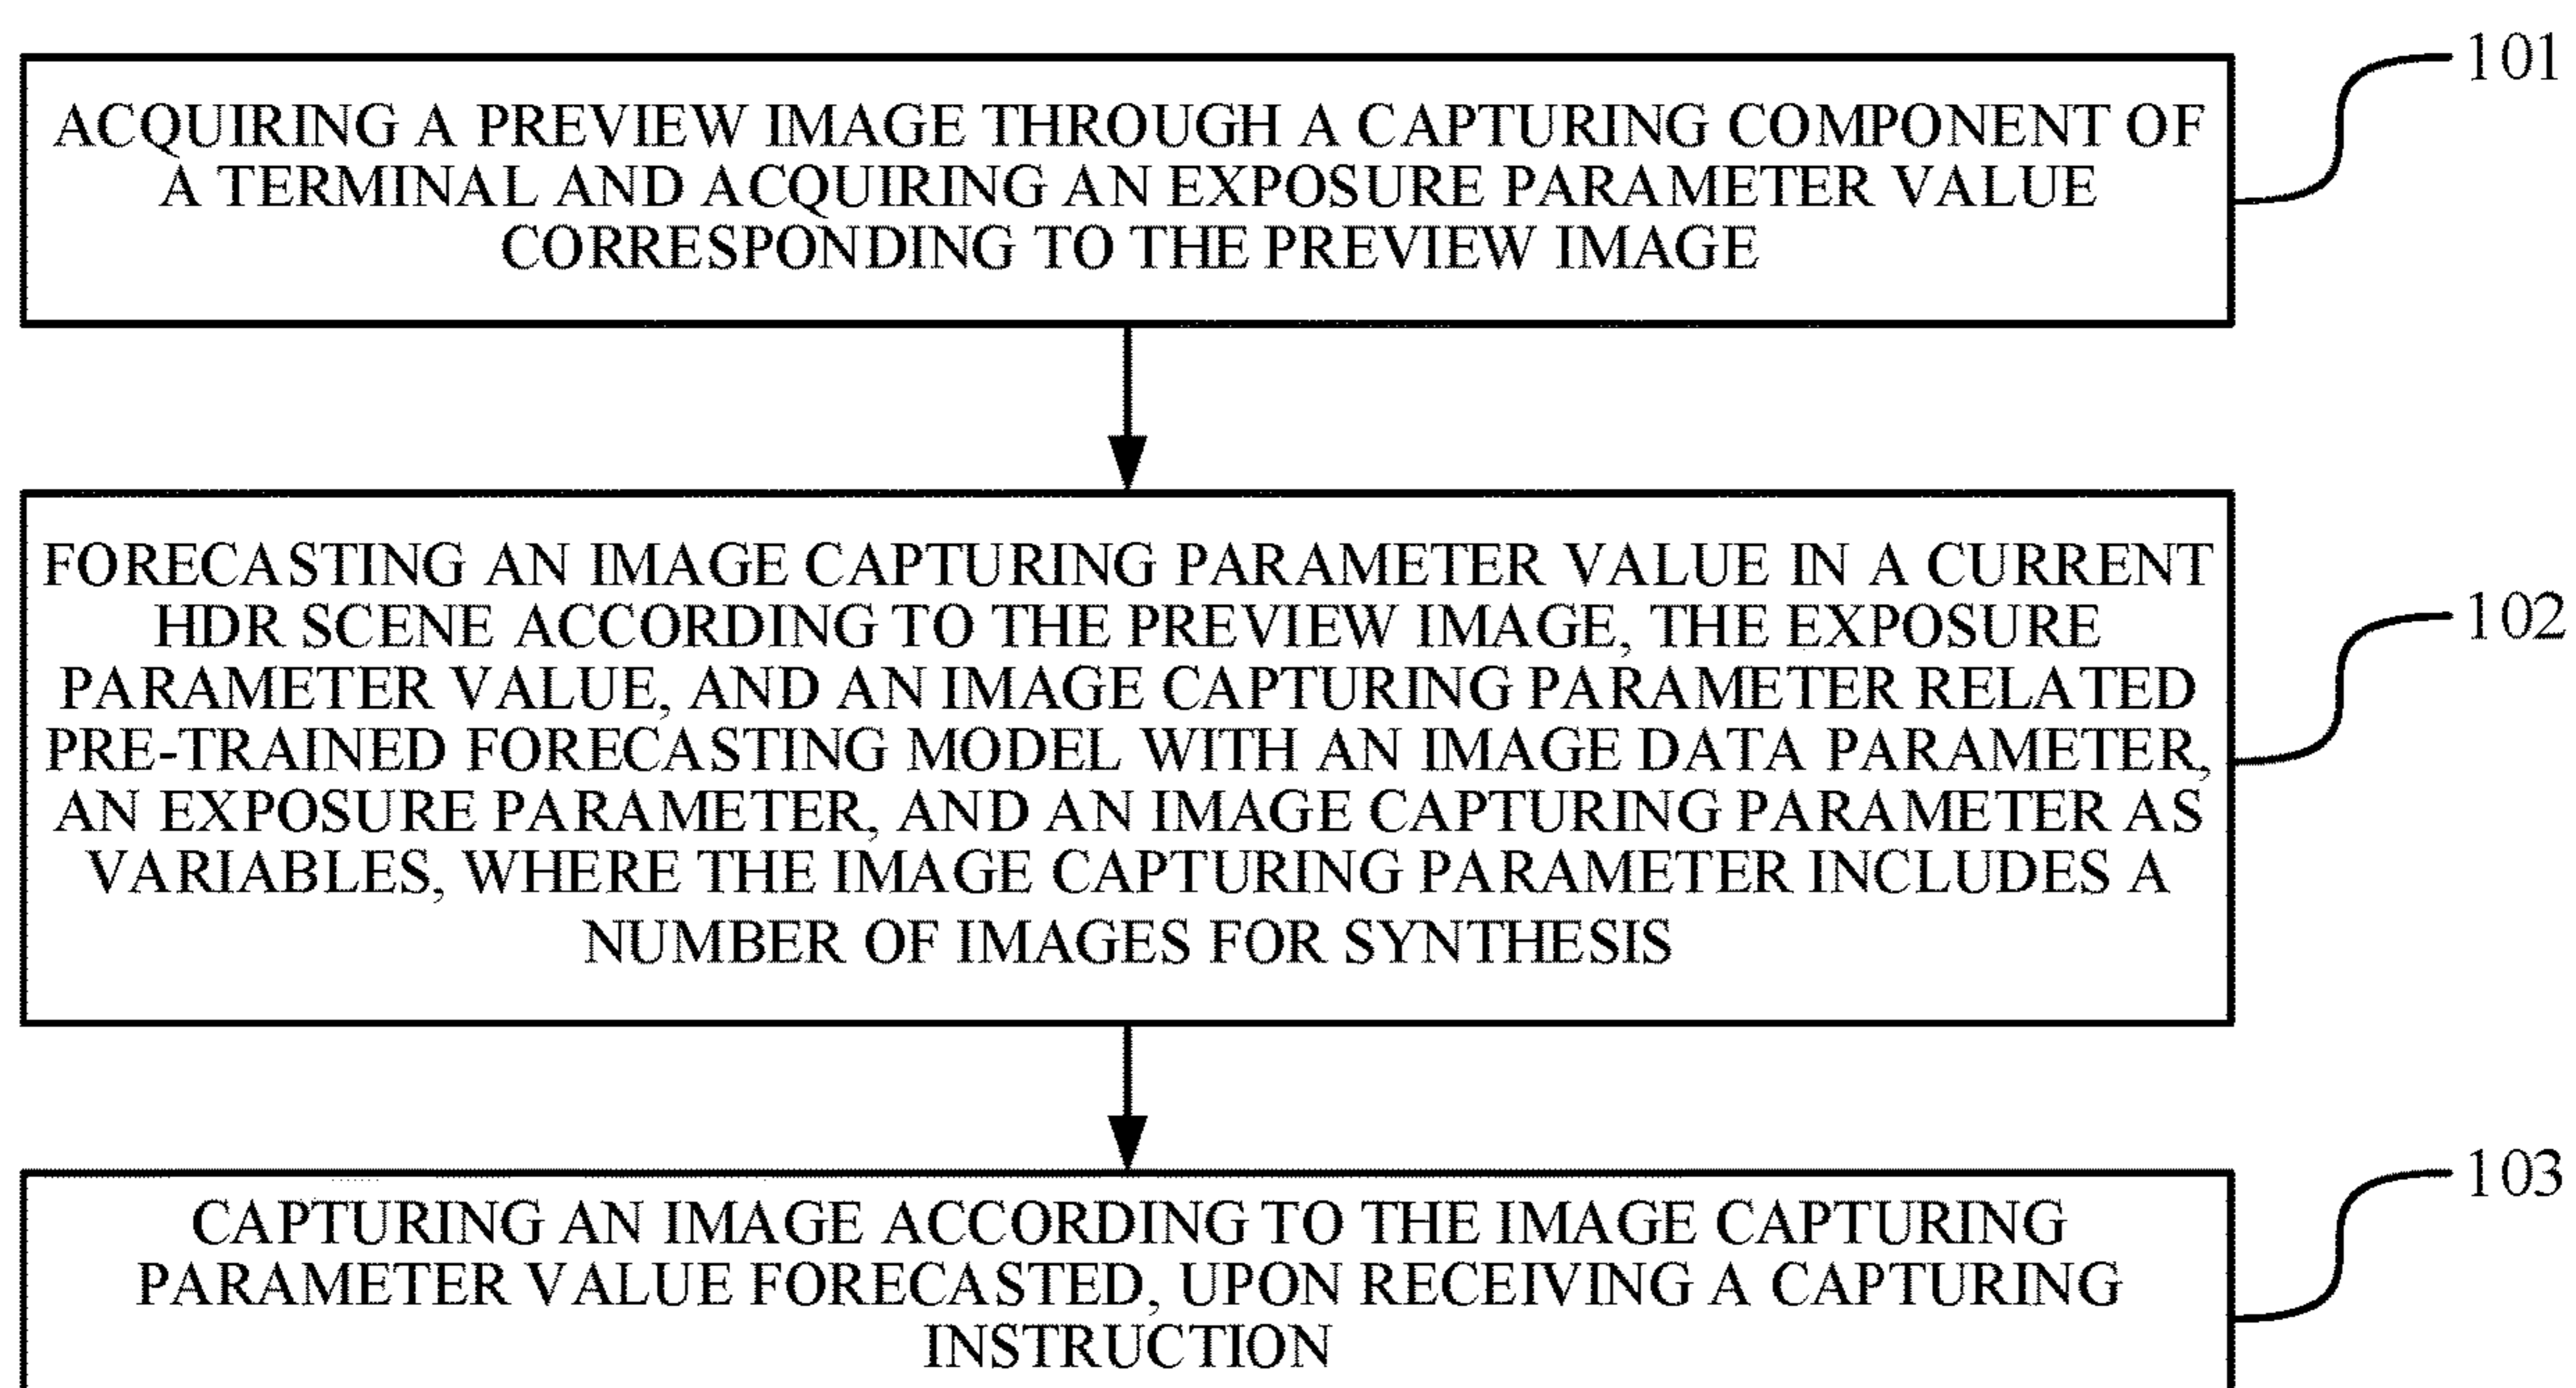 101
ACQUIRING A PREVIEW IMAGE THROUGH A CAPTURING COMPONENT OF
A TERMINAL AND ACQUIRING AN EXPOSURE PARAMETER VALUE
CORRESPONDING TO THE PREVIEW IMAGE
FORECASTING AN IMAGE CAPTURING PARAMETER VALUE IN A CURRENT
HDR SCENE ACCORDING TO THE PREVIEW IMAGE, THE EXPOSURE
102
PARAMETER VALUE, AND AN IMAGE CAPTURING PARAMETER RELATED
PRE-TRAINED FORECASTING MODEL WITH AN IMAGE DATA PARAMETER,
AN EXPOSURE PARAMETER, AND AN IMAGE CAPTURING PARAMETER AS
VARIABLES, WHERE THE IMAGE CAPTURING PARAMETER INCLUDES A
NUMBER OF IMAGES FOR SYNTHESIS
103
CAPTURING AN IMAGE ACCORDING TO THE IMAGE CAPTURING
PARAMETER VALUE FORECASTED, UPON RECEIVING A CAPTURING
INSTRUCTION